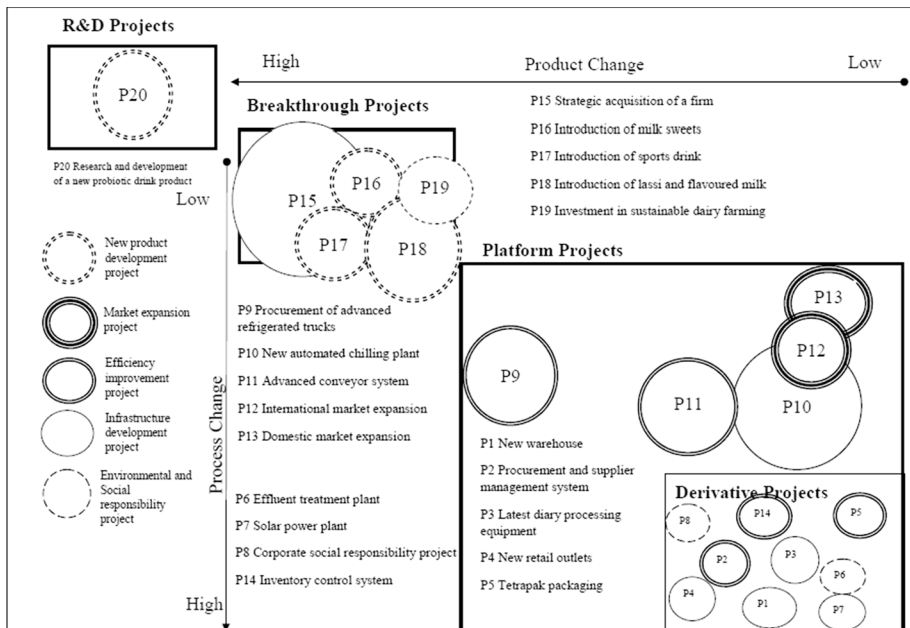 R&D Projects
P20
P20 Research and development
of a new probiotic drink product
High
Product Change
Low
Breakthrough Projects
P15
P16
P19
P17
P18
P15 Strategic acquisition of a firm
P16 Introduction of milk sweets
P17 Introduction of sports drink
P18 Introduction of lassi and flavoured milk
P19 Investment in sustainable dairy farming
Low
Process Change
High
New product
development
project
Market expansion
project
Efficiency
improvement
project
Infrastructure
development
project
Environmental and
Social
responsibility
project
P9 Procurement of advanced
refrigerated trucks
P10 New automated chilling plant
P11 Advanced conveyor system
P12 International market expansion
P13 Domestic market expansion
P6 Effluent treatment plant
P7 Solar power plant
P8 Corporate social responsibility project
P14 Inventory control system
Platform Projects
P13
P12
P9
P11
P10
P1 New warehouse
P2 Procurement and supplier
management system
P3 Latest diary processing
equipment
P4 New retail outlets
P5 Tetrapak packaging
Derivative Projects
P8
P14
P5
P2
P3
P6
P4
P1
P7